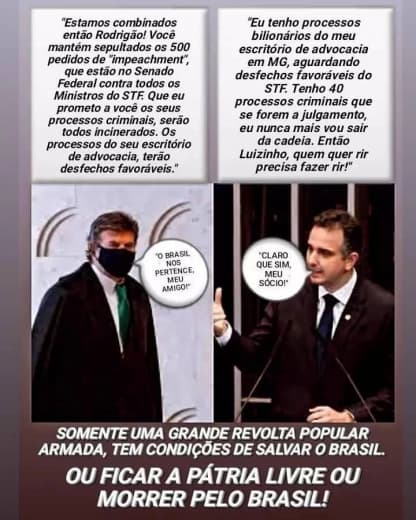 "Estamos combinados
então Rodrigão! Você
mantém sepultados os 500
pedidos de "impeachment",
que estão no Senado
Federal contra todos os
Ministros do STF. Que eu
prometo a você os seus
processos criminais, serão
todos incinerados. Os
processos do seu escritório
de advocacia, terão
desfechos favoráveis."
"Eu tenho processos
bilionários do meu
escritório de advocacia
em MG, aguardando
desfechos favoráveis do
STF. Tenho 40
processos criminais que
se forem a julgamento,
eu nunca mais vou sair
da cadeia. Então
Luizinho, quem quer rir
precisa fazer rir!"
"O BRASIL
NOS
PERTENCE,
MEU
AMIGO!"
"CLARO
QUE SIM,
MEU
SÓCIO!"
SOMENTE UMA GRANDE REVOLTA POPULAR
ARMADA, TEM CONDIÇÕES DE SALVAR O BRASIL.
OU FICAR A PÁTRIA LIVRE OU
MORRER PELO BRASIL!